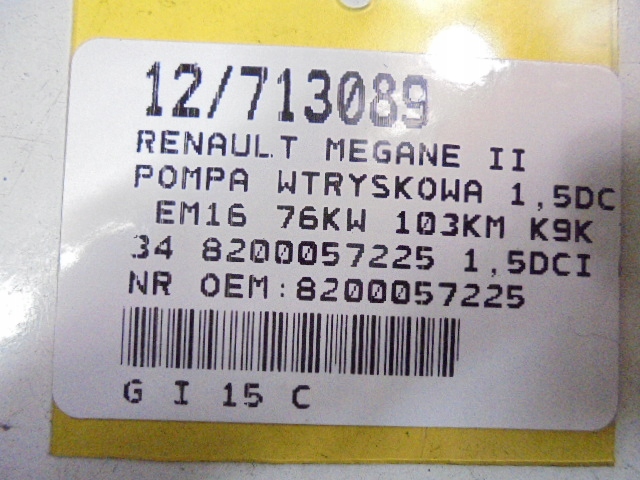 12/713089
RENAULT MEGANE II
POMPA WTRYSKOWA 1,5DC
EM16 76KW 103KM K9K
34 8200057225 1,5DCI
NR OEM:8200057225
G I 15 C